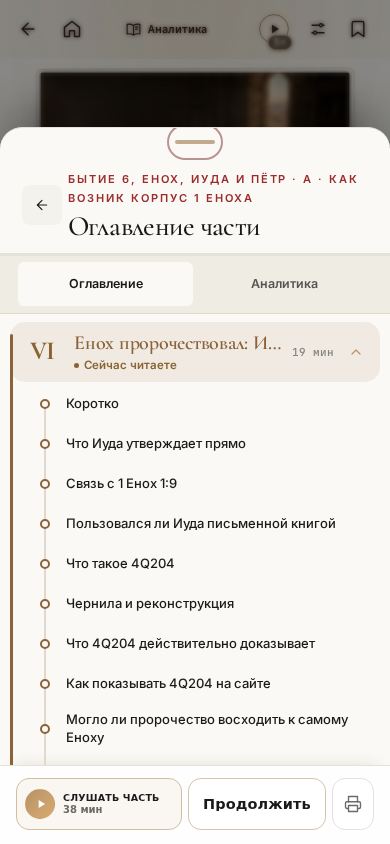 Аналитика
БЫТИЕ 6, ЕНОХ, ИУДА И ПЁТР · А · КАК
ВОЗНИК КОРПУС 1 ЕНОХА
Оглавление части
Оглавление
Аналитика
VI
Енох пророчествовал: И…
19 мин
Сейчас читаете
Коротко
Что Иуда утверждает прямо
Связь с 1 Енох 1:9
Пользовался ли Иуда письменной книгой
Что такое 4Q204
Чернила и реконструкция
Что 4Q204 действительно доказывает
Как показывать 4Q204 на сайте
Могло ли пророчество восходить к самому
Еноху
СЛУШАТЬ ЧАСТЬ
38 мин
Продолжить